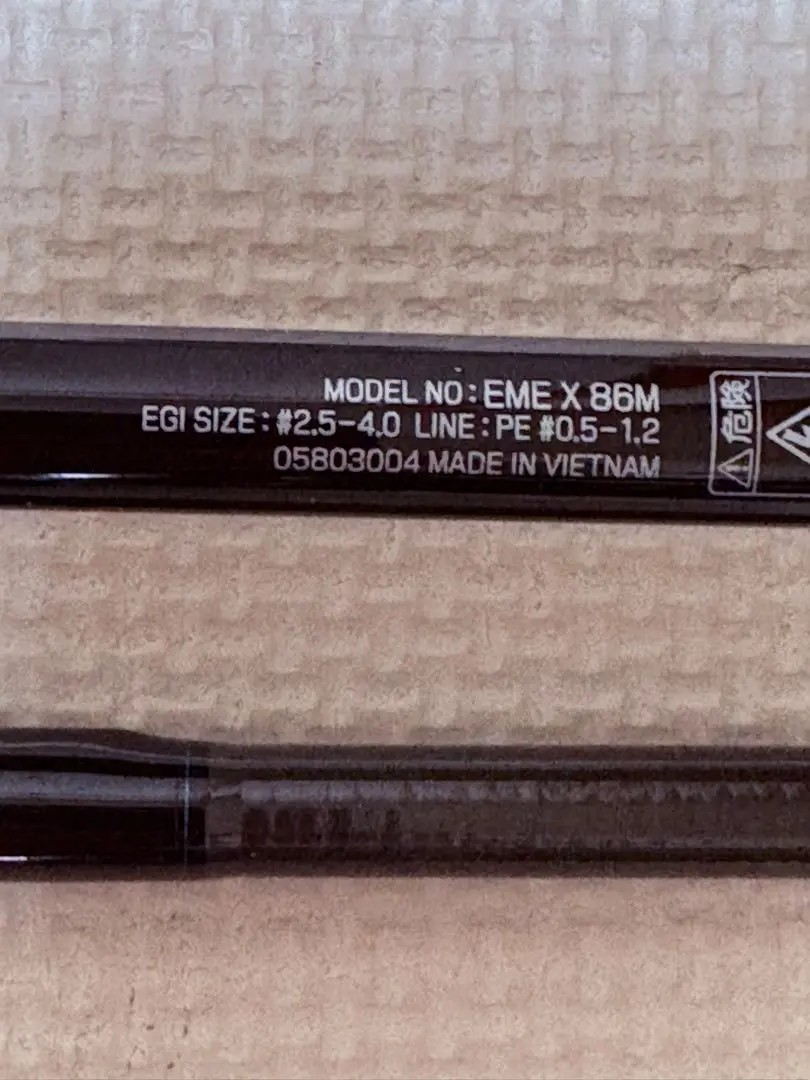 MODEL NO : EME X 86M
EGI SIZE : #2.5-4.0 LINE : PE #0.5-1.2
05803004 MADE IN VIETNAM
危険